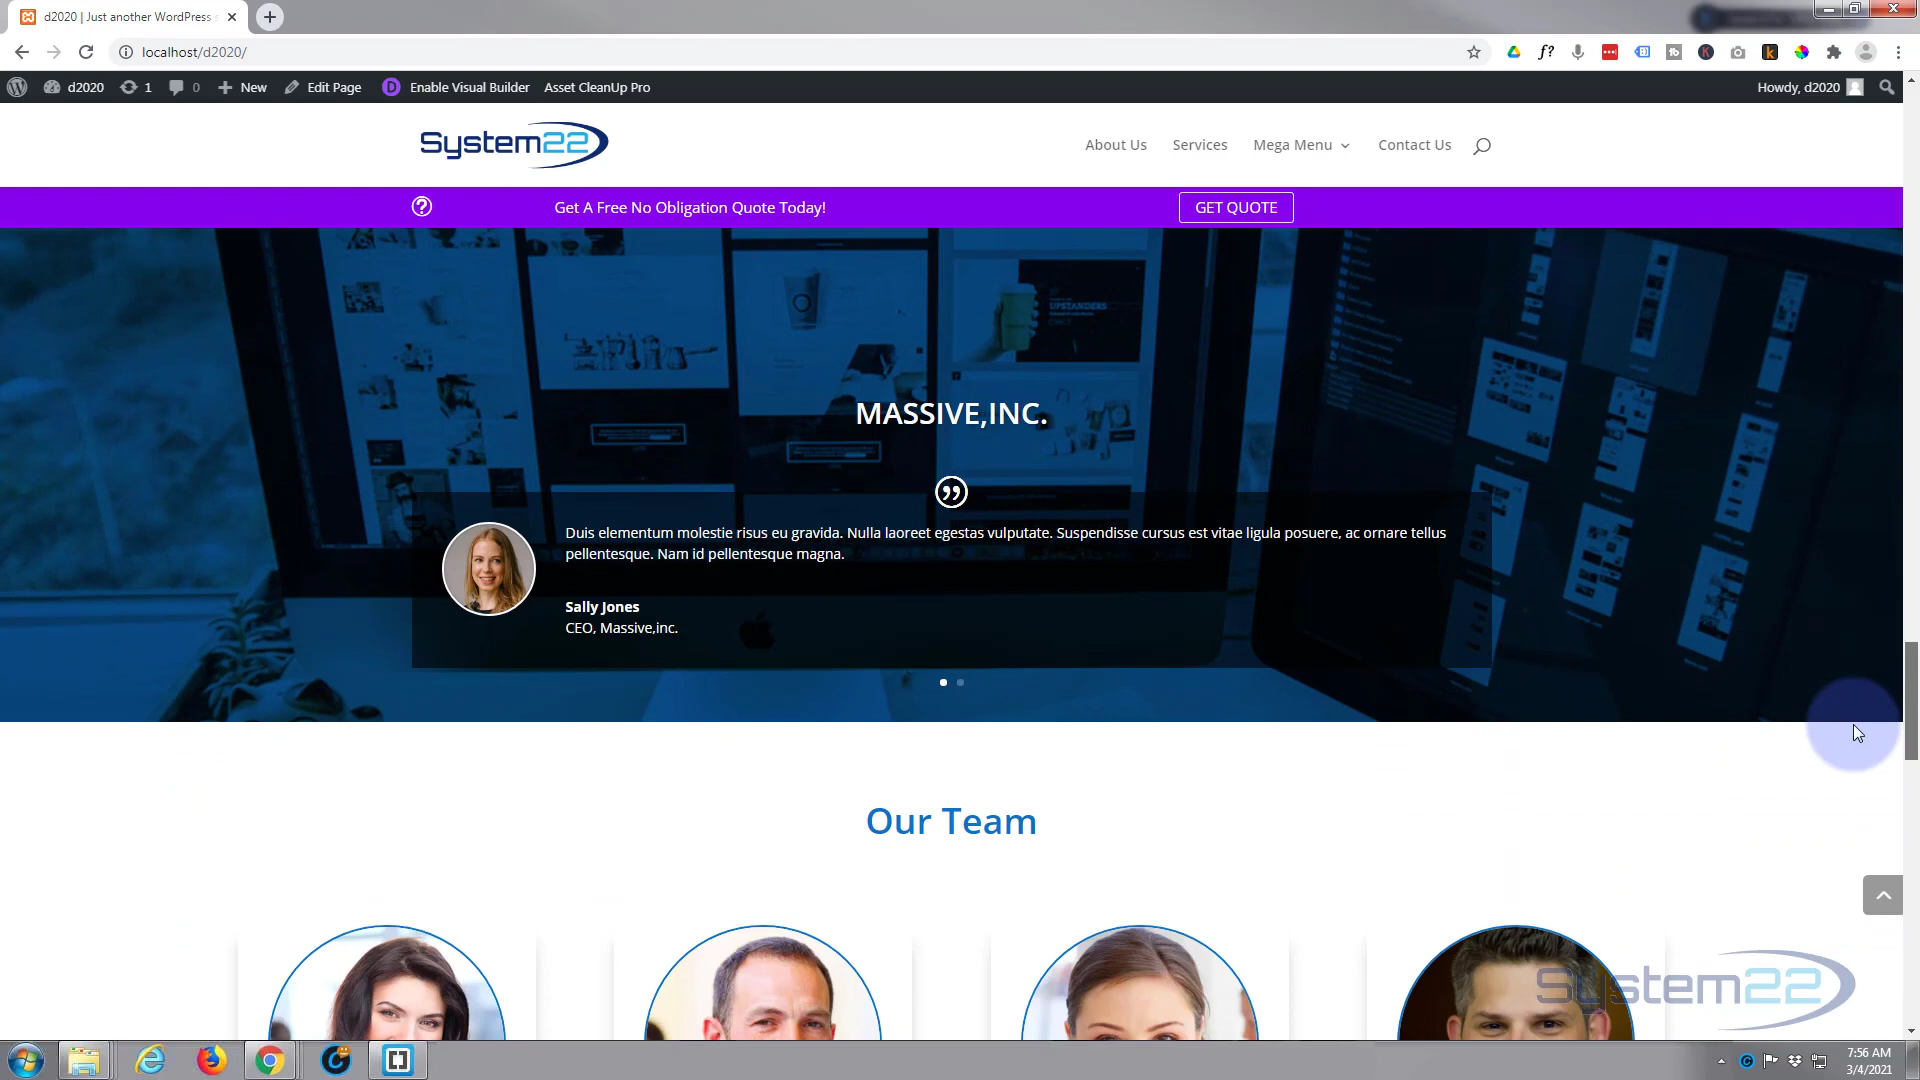 d2020 | Just another WordPress s
localhost/d2020/
d2020 1 0 New Edit Page Enable Visual Builder Asset CleanUp Pro Howdy, d2020
System22
About Us Services Mega Menu Contact Us
Get A Free No Obligation Quote Today! GET QUOTE
UPSTANDERS
MASSIVE,INC.
Duis elementum molestie risus eu gravida. Nulla laoreet egestas vulputate. Suspendisse cursus est vitae ligula posuere, ac ornare tellus
pellentesque. Nam id pellentesque magna.
Sally Jones
CEO, Massive,inc.
Our Team
System22
7:56 AM
3/4/2021